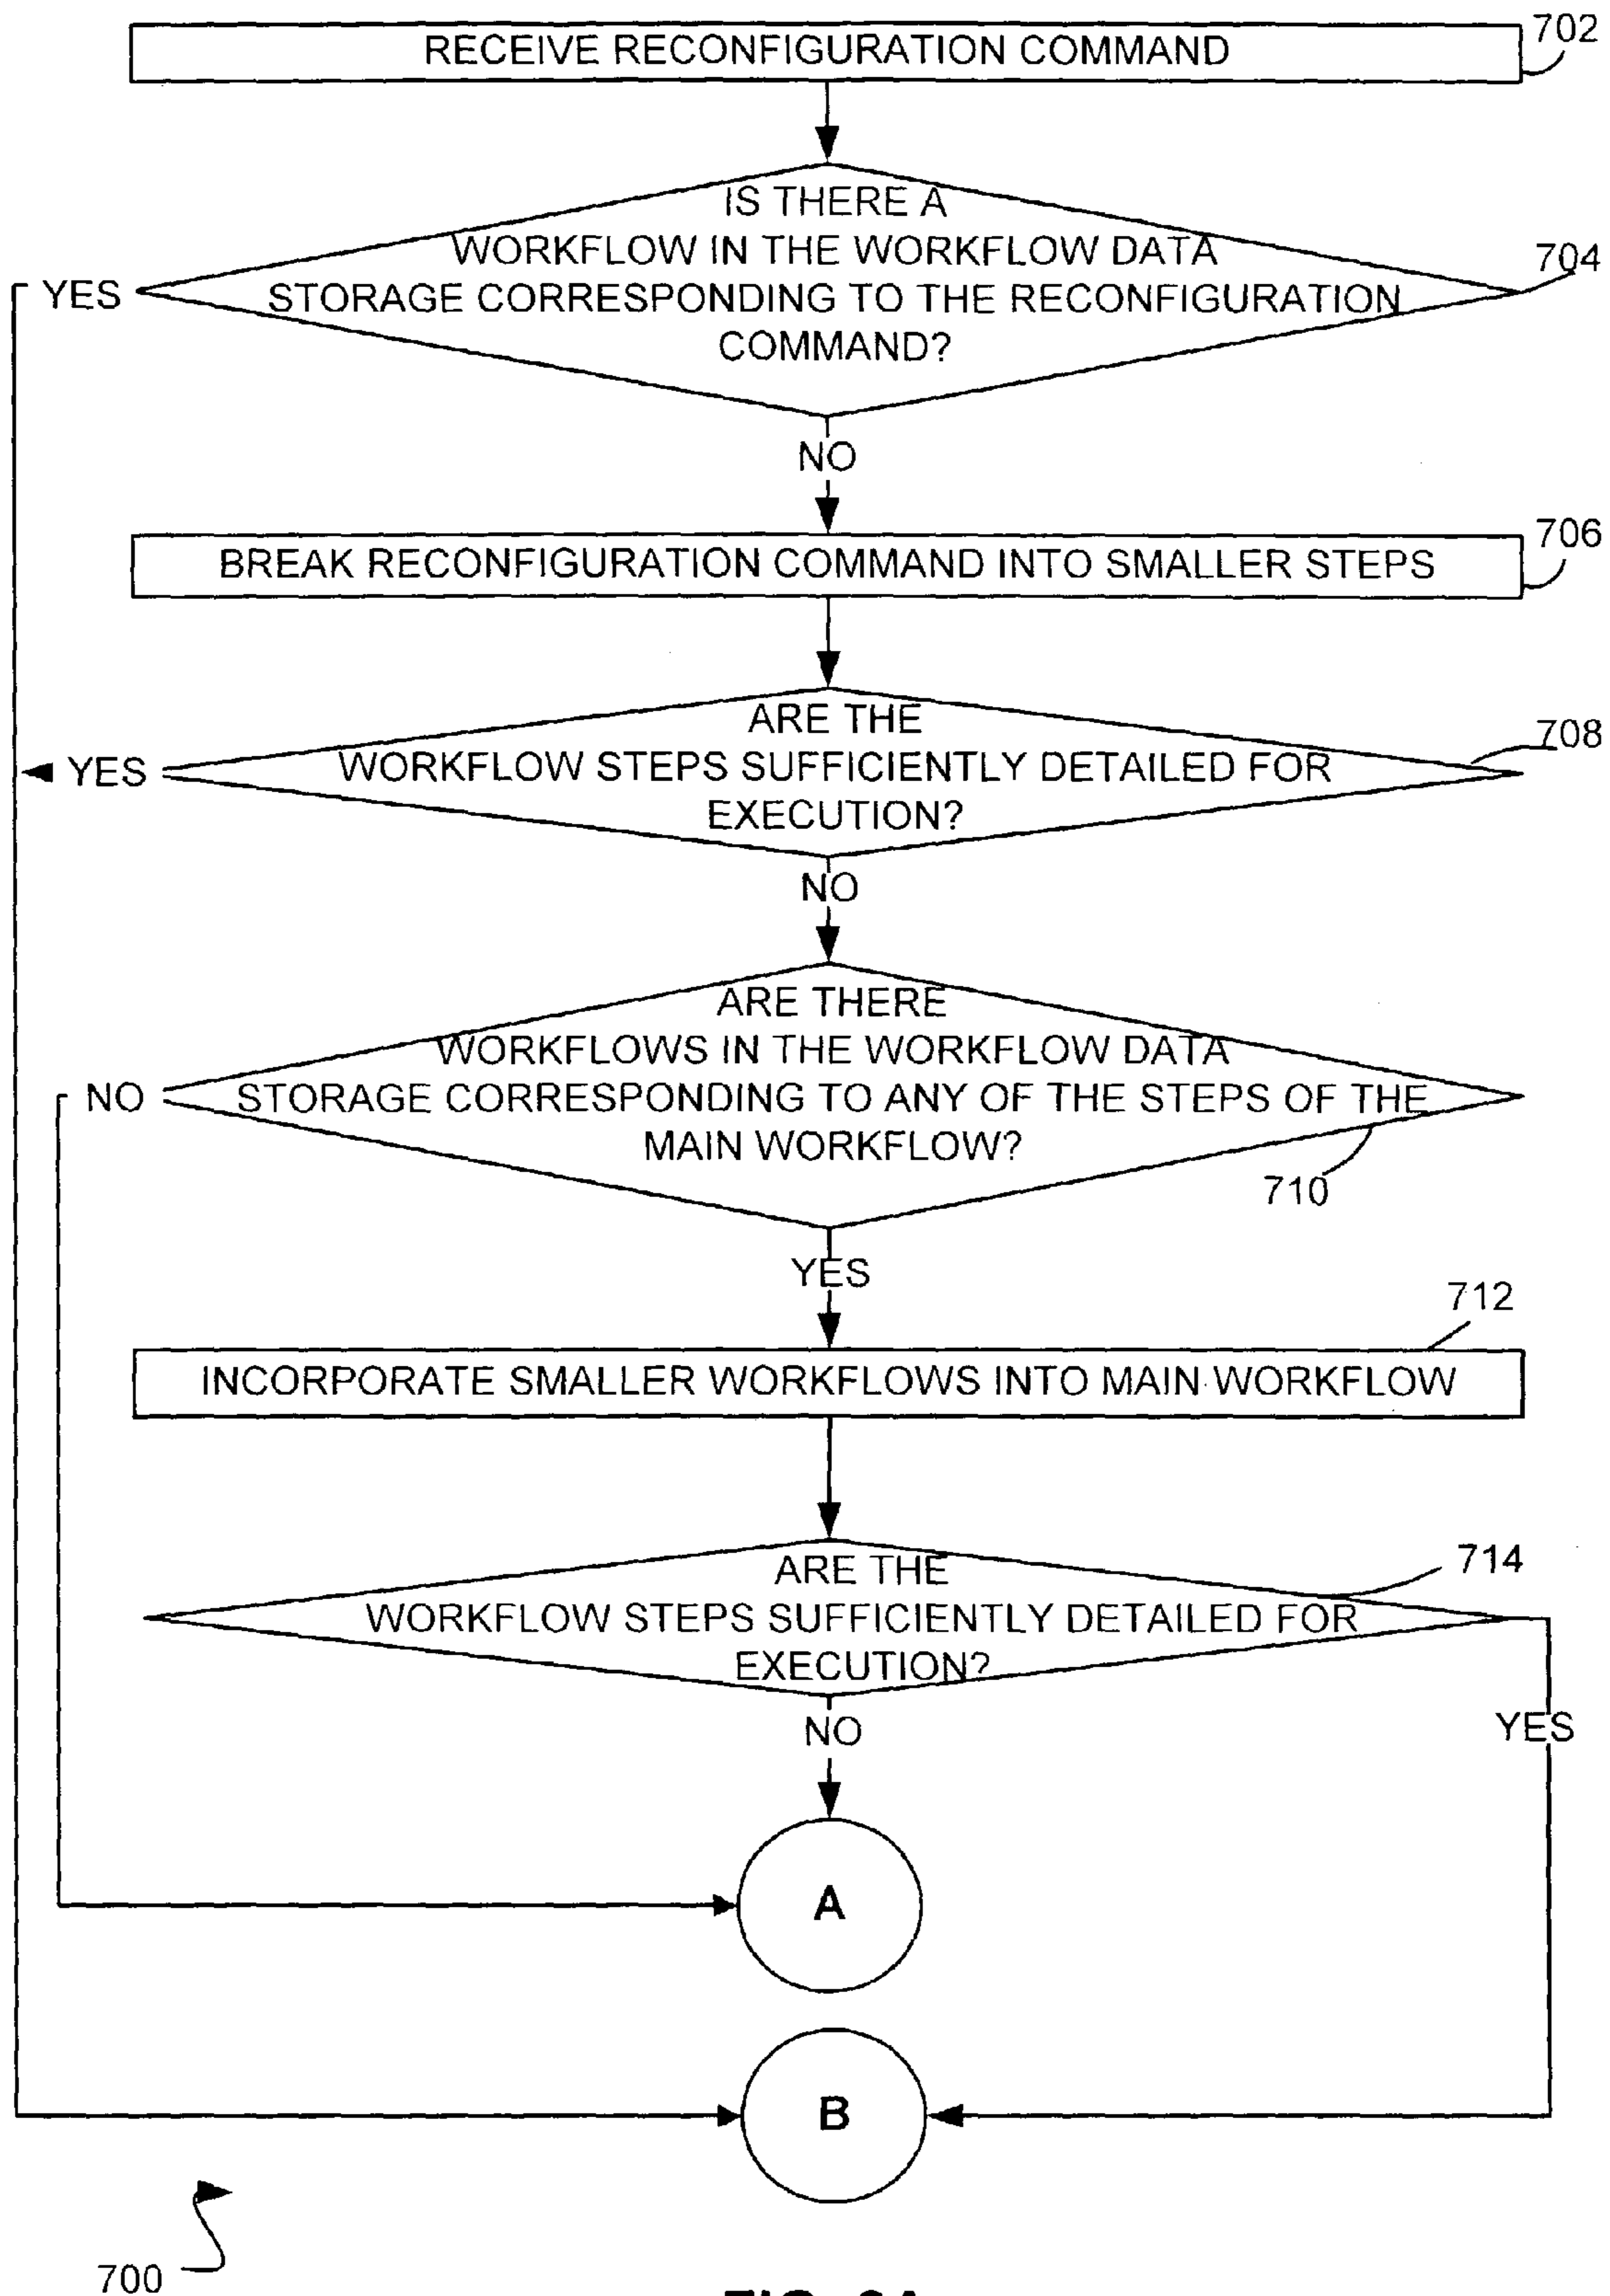 RECEIVE RECONFIGURATION COMMAND
702
IS THERE A
WORKFLOW IN THE WORKFLOW DATA
STORAGE CORRESPONDING TO THE RECONFIGURATION
COMMAND?
704
YES
NO
BREAK RECONFIGURATION COMMAND INTO SMALLER STEPS
706
ARE THE
WORKFLOW STEPS SUFFICIENTLY DETAILED FOR
EXECUTION?
708
YES
NO
ARE THERE
WORKFLOWS IN THE WORKFLOW DATA
STORAGE CORRESPONDING TO ANY OF THE STEPS OF THE
MAIN WORKFLOW?
NO
710
YES
712
INCORPORATE SMALLER WORKFLOWS INTO MAIN WORKFLOW
ARE THE
WORKFLOW STEPS SUFFICIENTLY DETAILED FOR
EXECUTION?
714
NO
YES
A
B
700